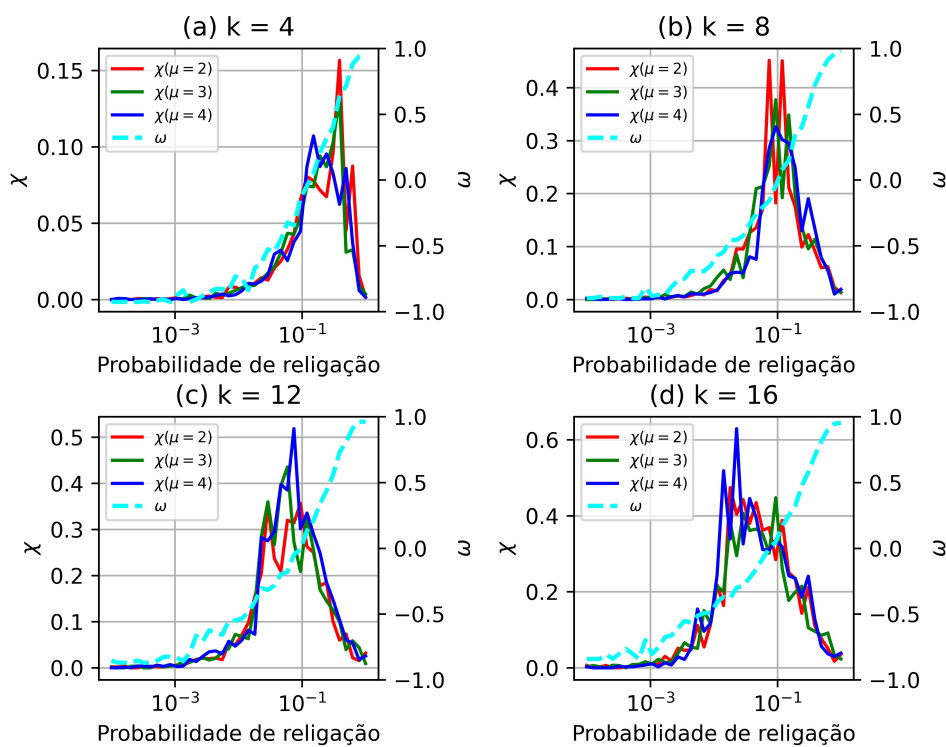 (a) k = 4
χ
0.15
0.10
0.05
0.00
χ(μ = 2)
χ(μ = 3)
χ(μ = 4)
ω
1.0
0.5
0.0
−0.5
−1.0
ω
10⁻³ 10⁻¹
Probabilidade de religação
(b) k = 8
χ
0.4
0.3
0.2
0.1
0.0
χ(μ = 2)
χ(μ = 3)
χ(μ = 4)
ω
1.0
0.5
0.0
−0.5
−1.0
ω
10⁻³ 10⁻¹
Probabilidade de religação
(c) k = 12
χ
0.5
0.4
0.3
0.2
0.1
0.0
χ(μ = 2)
χ(μ = 3)
χ(μ = 4)
ω
1.0
0.5
0.0
−0.5
−1.0
ω
10⁻³ 10⁻¹
Probabilidade de religação
(d) k = 16
χ
0.6
0.4
0.2
0.0
χ(μ = 2)
χ(μ = 3)
χ(μ = 4)
ω
1.0
0.5
0.0
−0.5
−1.0
ω
10⁻³ 10⁻¹
Probabilidade de religação